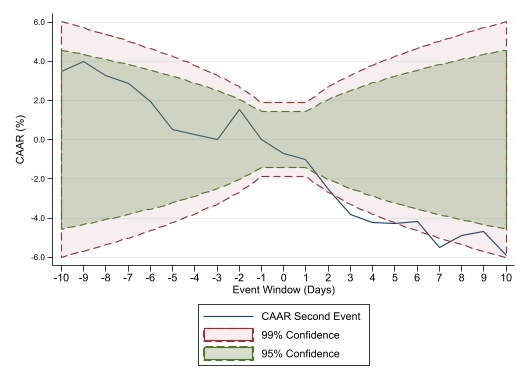 CAAR (%)
6.0
4.0
2.0
0.0
-2.0
-4.0
-6.0
-10 -9 -8 -7 -6 -5 -4 -3 -2 -1 0 1 2 3 4 5 6 7 8 9 10
Event Window (Days)
CAAR Second Event
99% Confidence
95% Confidence